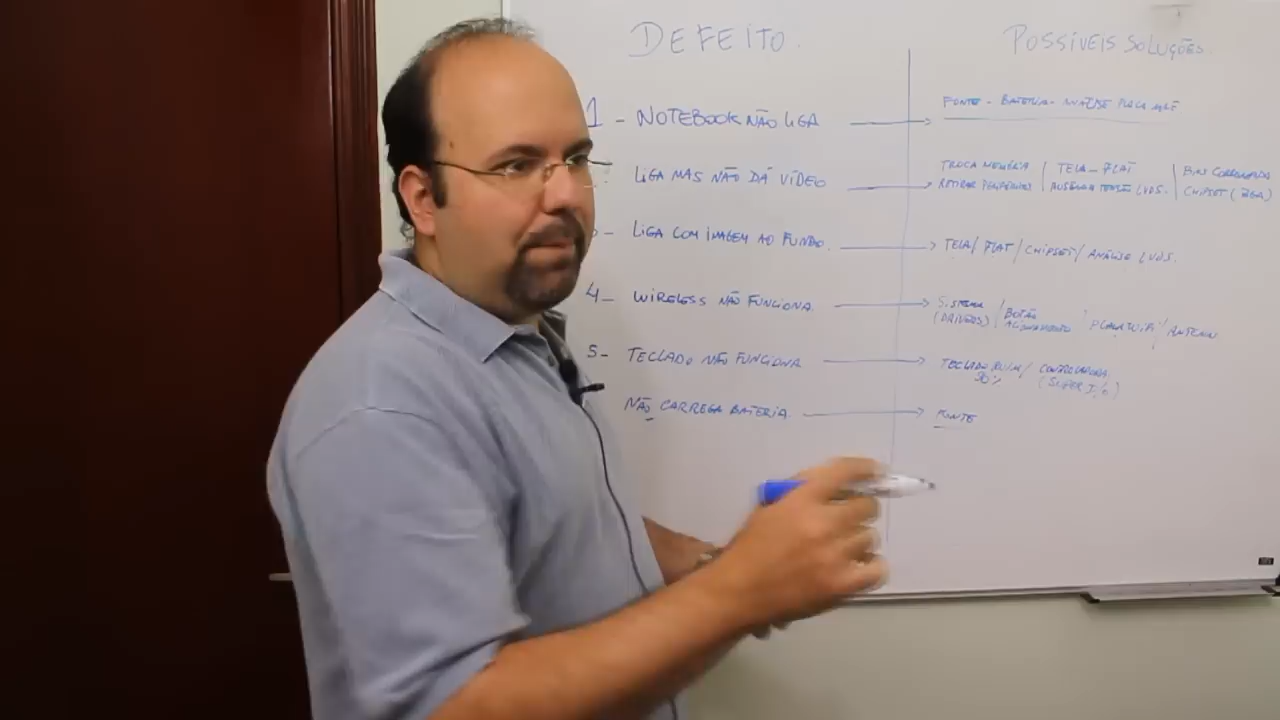 DEFEITO.
POSSÍVEIS SOLUÇÕES.
1 - NOTEBOOK NÃO LIGA
FONTE - BATERIA - ANÁLISE PLACA MÃE
LIGA MAS NÃO DÁ VÍDEO
TROCA MEMÓRIA / TELA - FLAT /
RETIRAR PERIFÉRICOS / TENSÃO LVDS. / CHIPSET (BGA)
LIGA COM IMAGEM AO FUNDO.
TELA / FLAT / CHIPSET / ANÁLISE LVDS.
4 - WIRELESS NÃO FUNCIONA
SISTEMA / BOTÃO / PLACA WIFI / ANTENA
(DRIVERS) ACIONAMENTO
5 - TECLADO NÃO FUNCIONA
TECLADO RUIM / CONTROLADORA
90% (SUPER I/O)
NÃO CARREGA BATERIA
FONTE